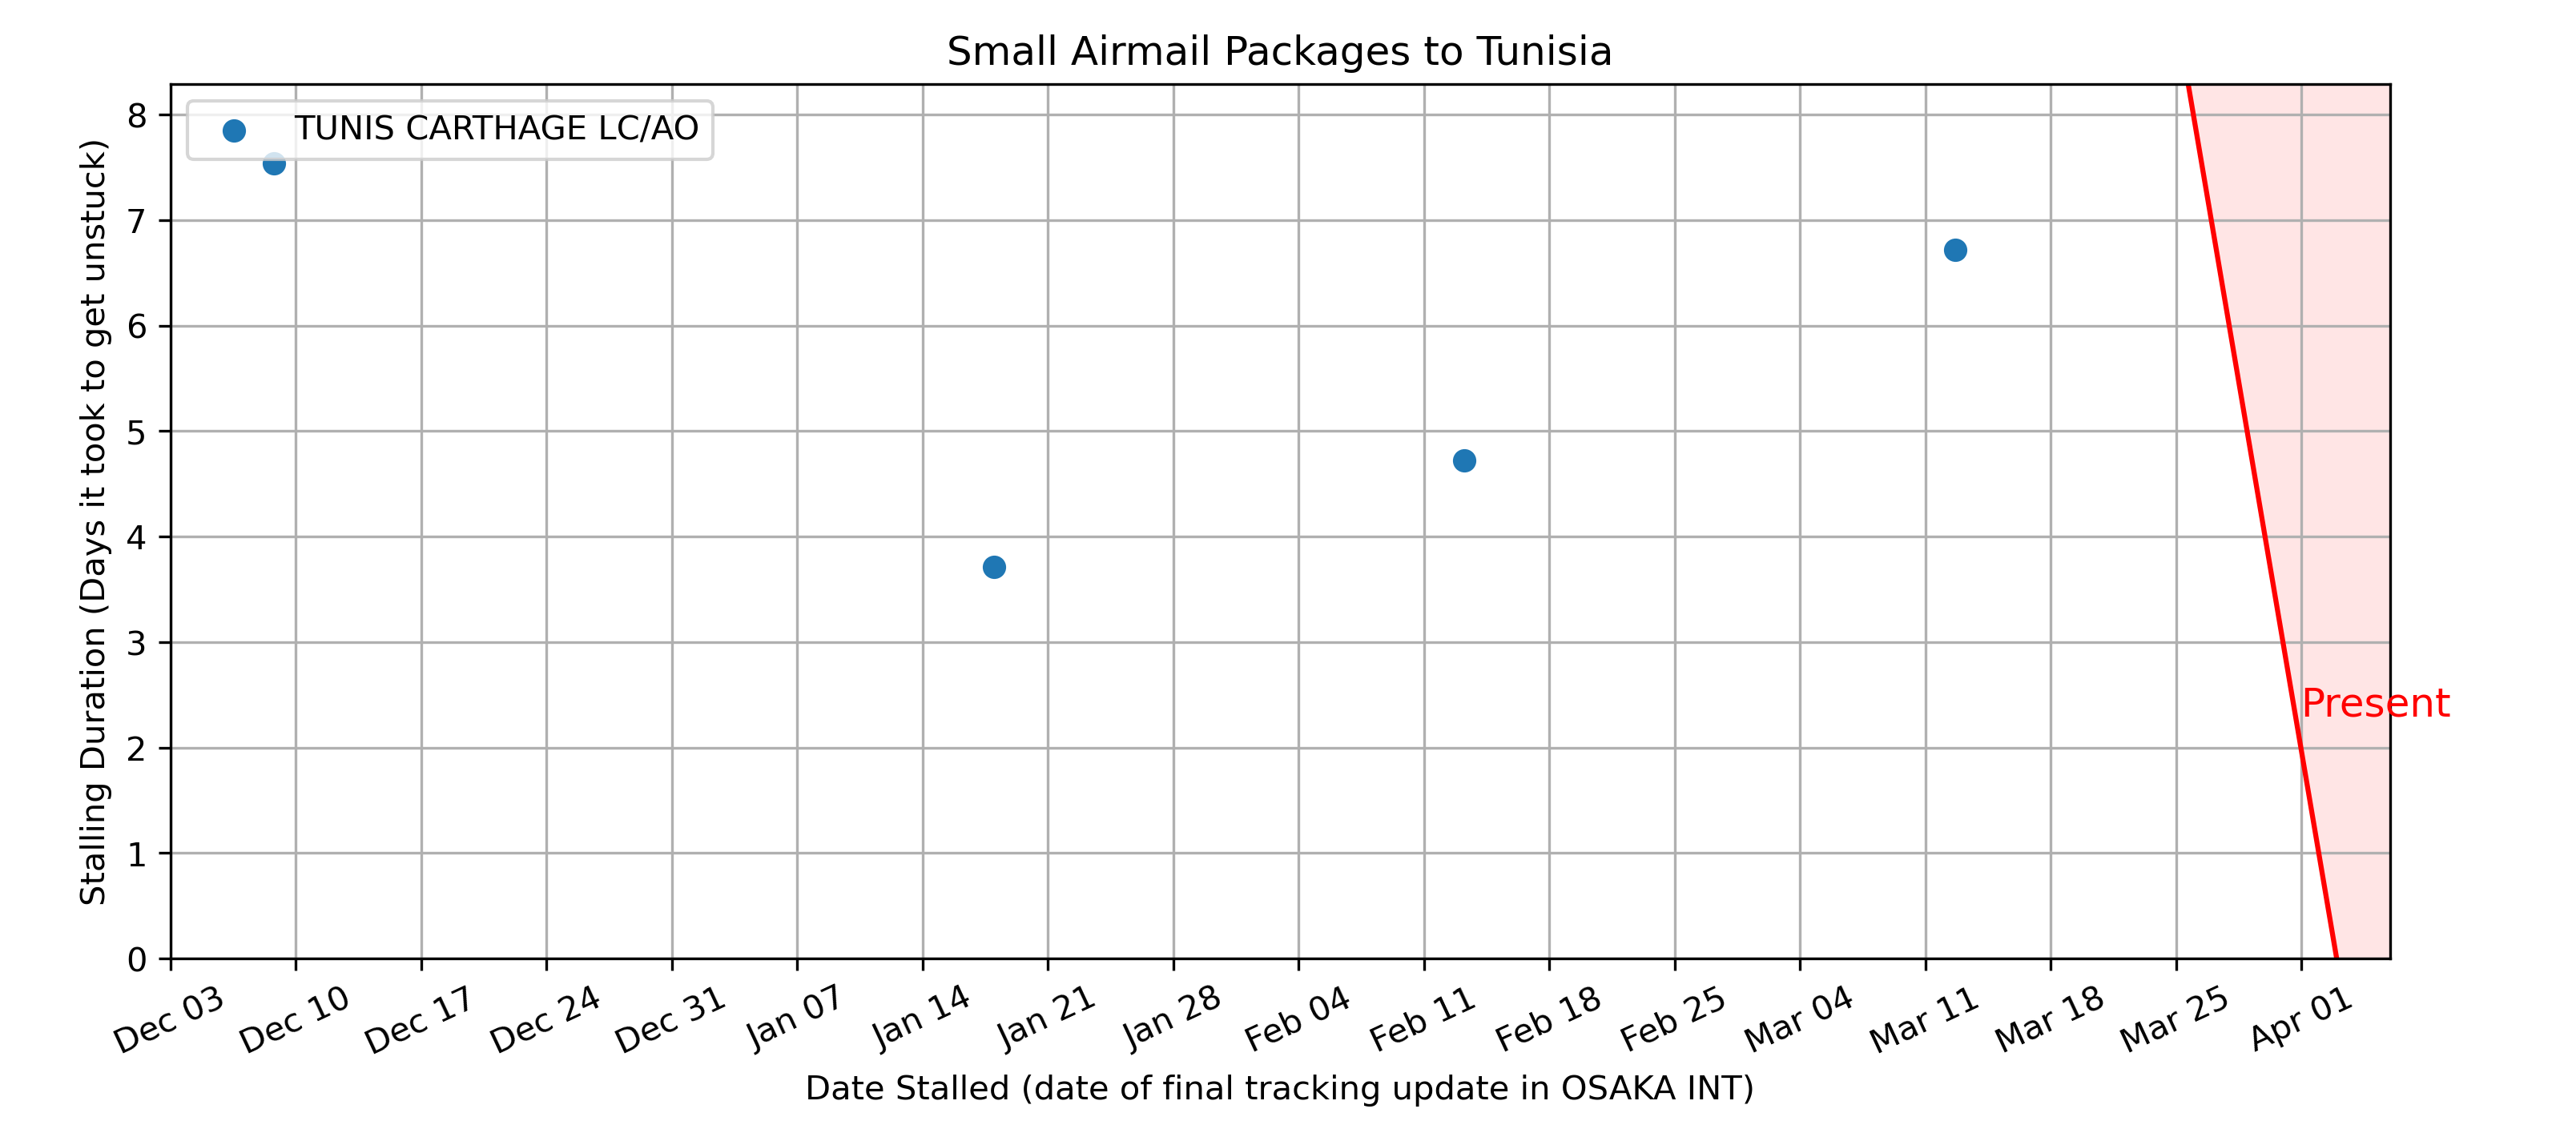 Small Airmail Packages to Tunisia
TUNIS CARTHAGE LC/AO
Stalling Duration (Days it took to get unstuck)
8
7
6
5
4
3
2
1
0
Present
Dec 03
Dec 10
Dec 17
Dec 24
Dec 31
Jan 07
Jan 14
Jan 21
Jan 28
Feb 04
Feb 11
Feb 18
Feb 25
Mar 04
Mar 11
Mar 18
Mar 25
Apr 01
Date Stalled (date of final tracking update in OSAKA INT)